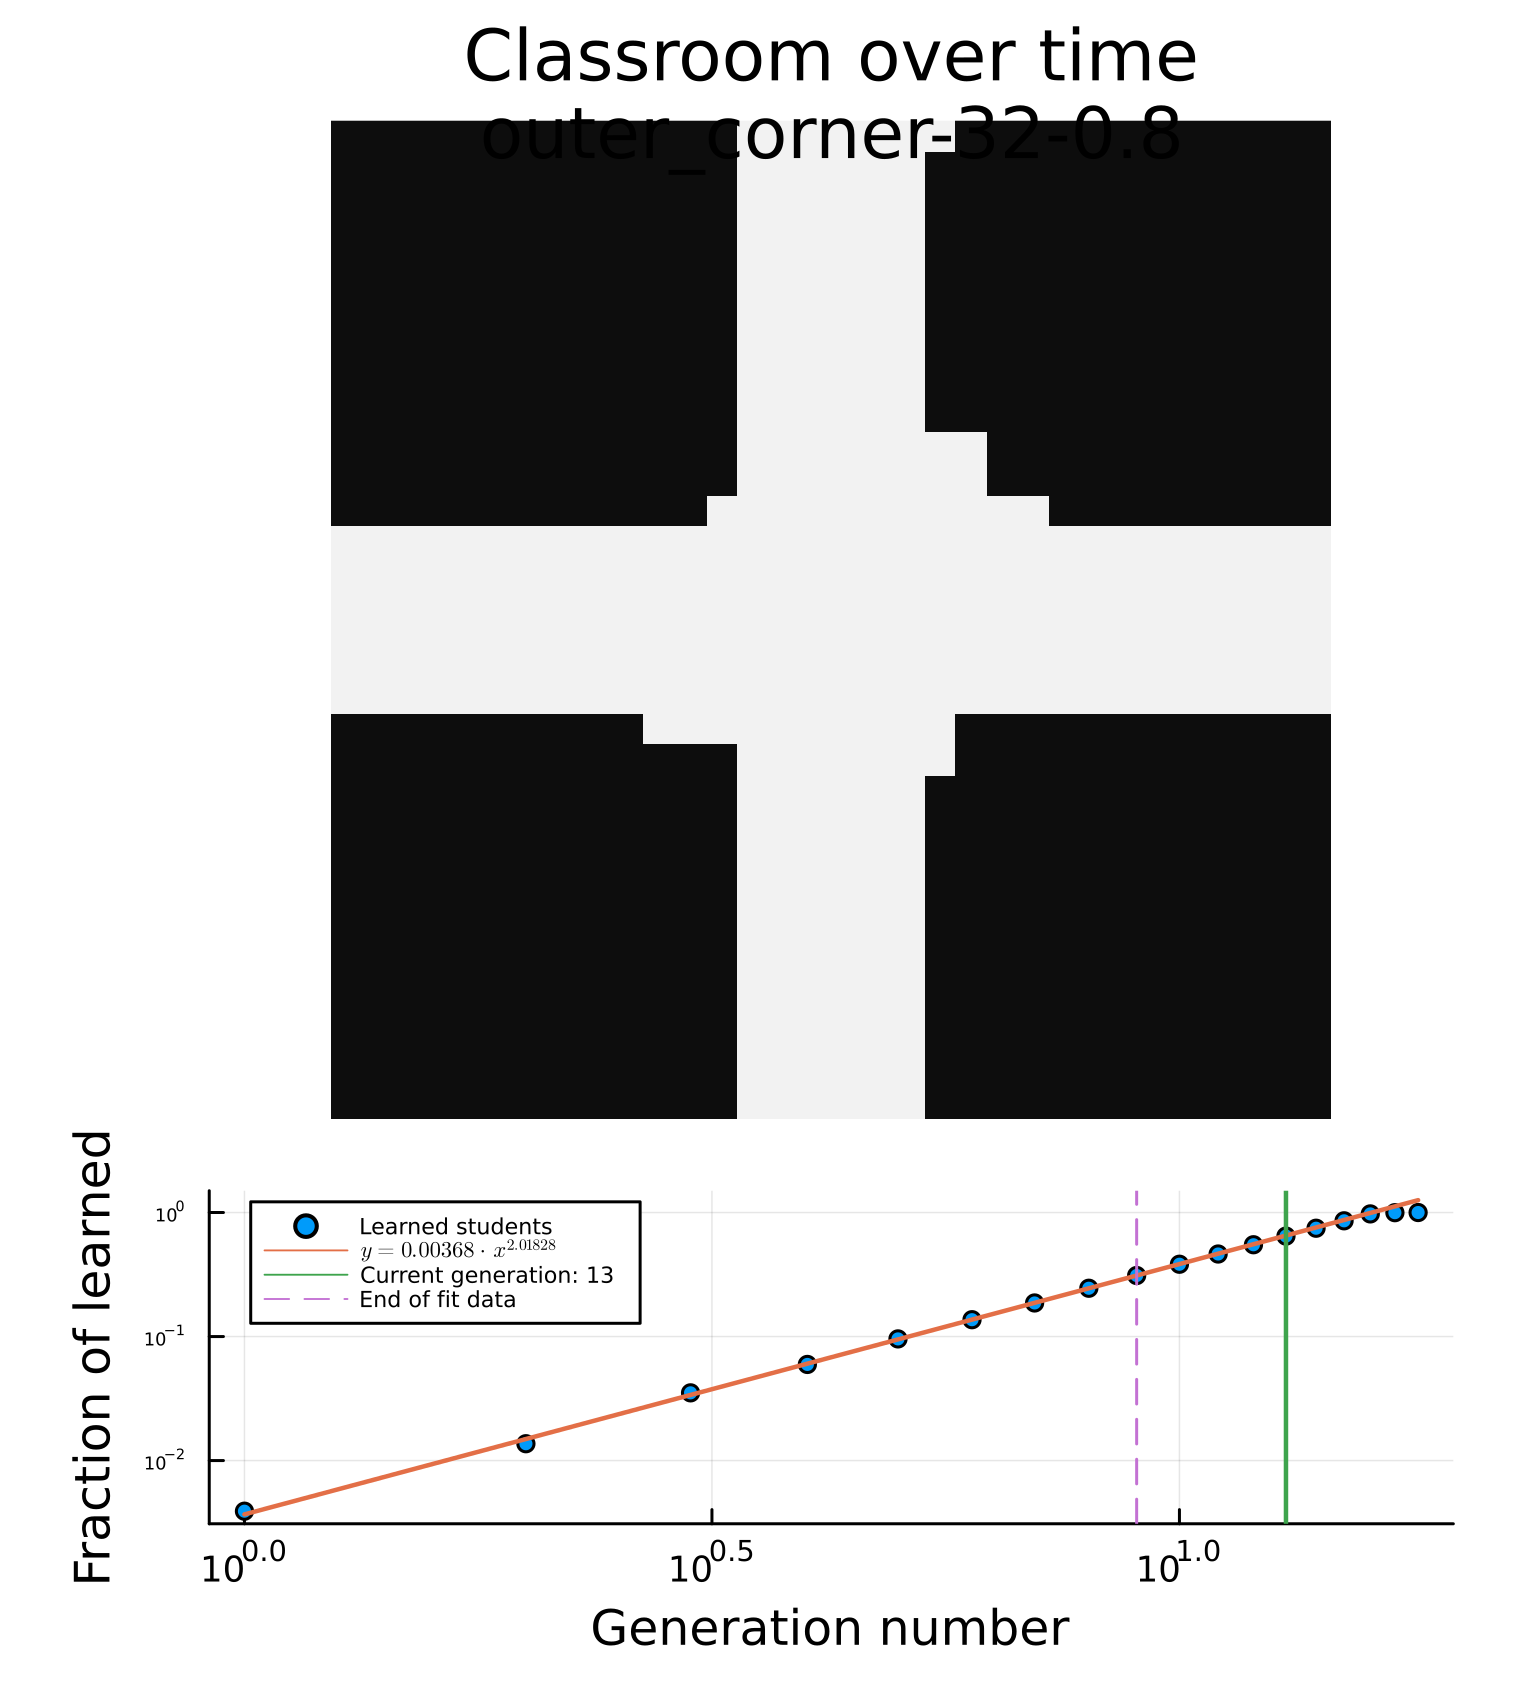 Classroom over time
outer_corner-32-0.8
Fraction of learned
10⁰
10⁻¹
10⁻²
Learned students
y = 0.00368 · x^2.01828
Current generation: 13
End of fit data
10^0.0
10^0.5
10^1.0
Generation number